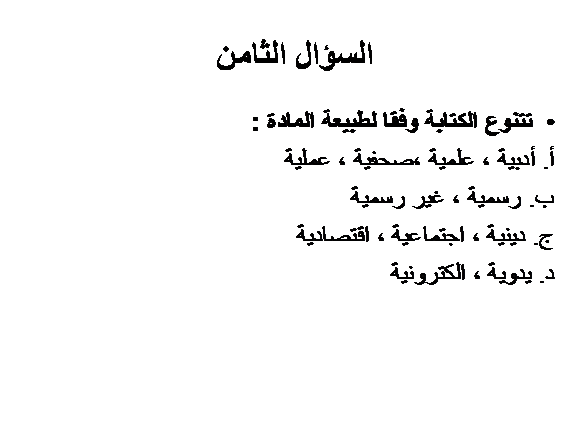 السؤال الثامن
• تتنوع الكتابة وفقا لطبيعة المادة :
أ. أدبية ، علمية ،صحفية ، عملية
ب. رسمية ، غير رسمية
ج. دينية ، اجتماعية ، اقتصادية
د. يدوية ، الكترونية